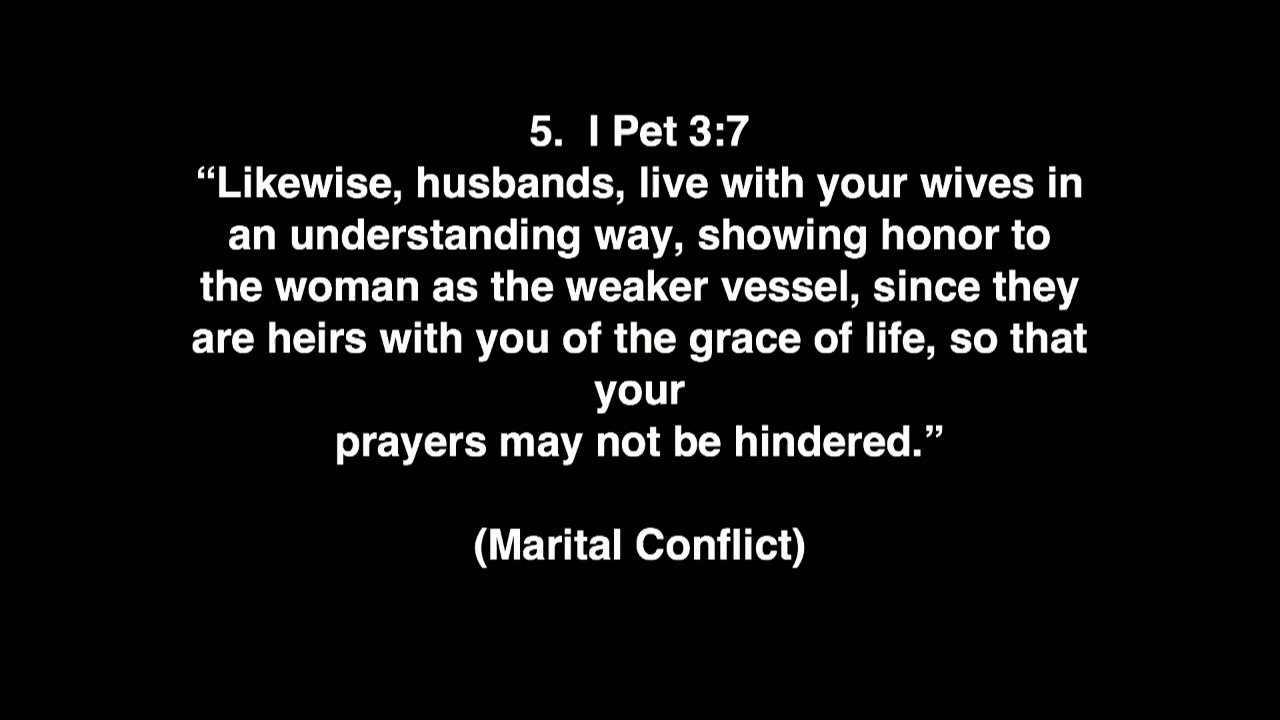 5.  I Pet 3:7
“Likewise, husbands, live with your wives in
an understanding way, showing honor to
the woman as the weaker vessel, since they
are heirs with you of the grace of life, so that
your
prayers may not be hindered.”
(Marital Conflict)